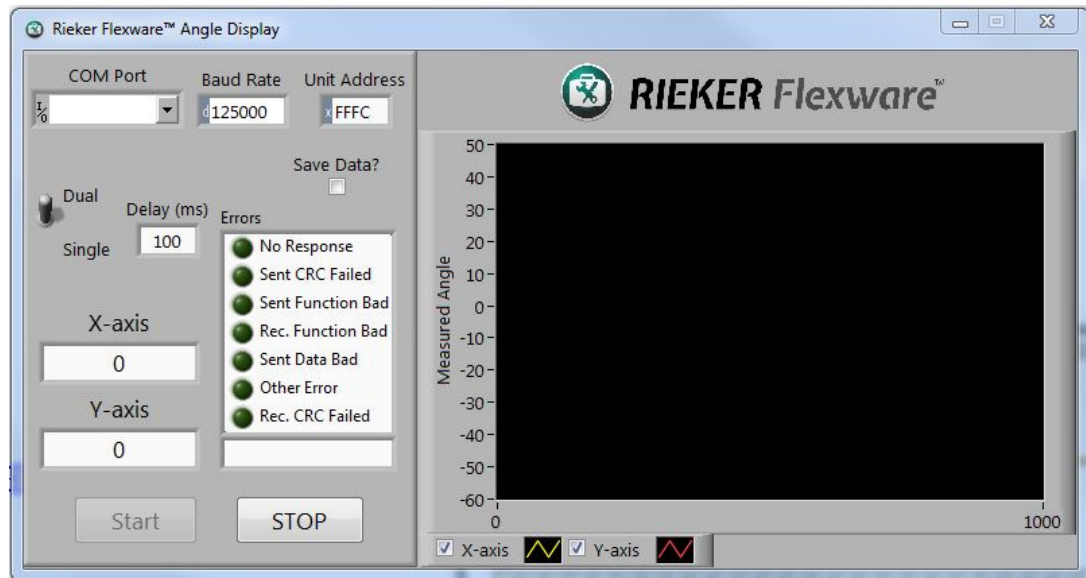 Rieker Flexware™ Angle Display
COM Port
Baud Rate
Unit Address
I/O
d 125000
x FFFC
Save Data?
Dual
Single
Delay (ms)
100
Errors
No Response
Sent CRC Failed
Sent Function Bad
Rec. Function Bad
Sent Data Bad
Other Error
Rec. CRC Failed
X-axis
0
Y-axis
0
Start
STOP
RIEKER Flexware™
Measured Angle
50
40
30
20
10
0
-10
-20
-30
-40
-50
-60
0
1000
X-axis
Y-axis